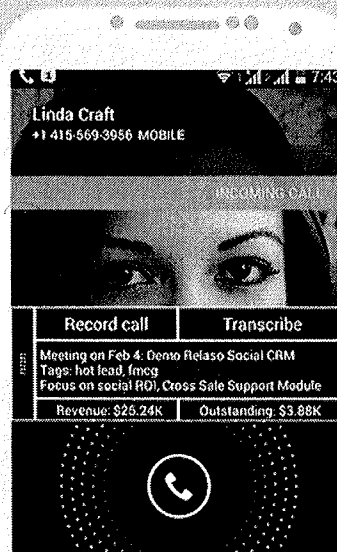 7:43
Linda Craft
+1 415-569-3956 MOBILE
INCOMING CALL
Record call Transcribe
Meeting on Feb 4: Demo Relaso Social CRM
Tags: hot lead, fmcg
Focus on social ROI, Cross Sale Support Module
Revenue: $25.24K Outstanding: $3.88K